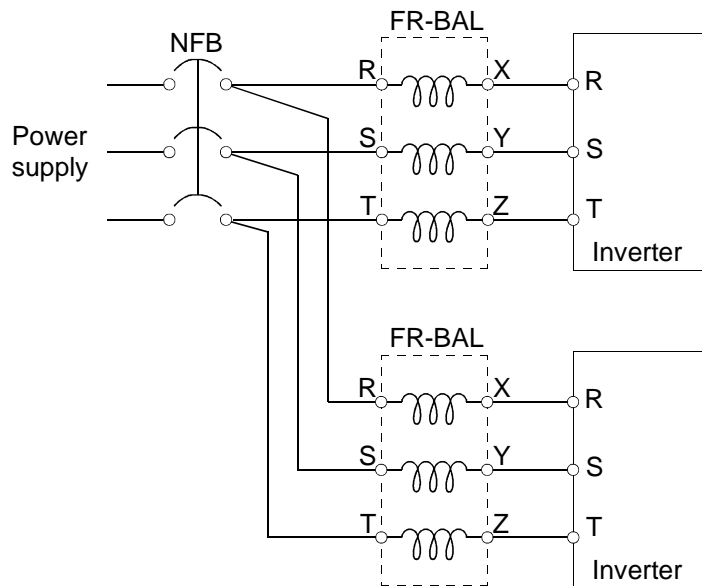 FR-BAL
NFB
R X R
Power
supply
S Y S
T Z T
Inverter
FR-BAL
R X R
S Y S
T Z T
Inverter